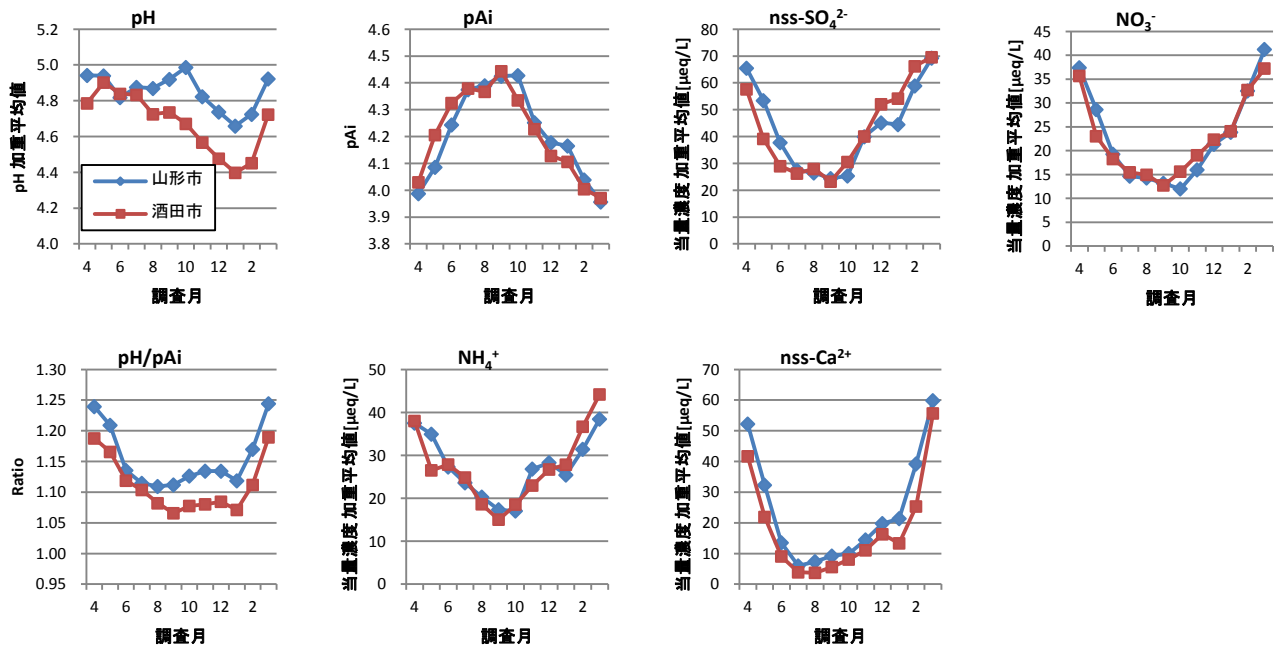 pH
pH 加重平均値
5.2
5.0
4.8
4.6
4.4
4.2
4.0
山形市
酒田市
4 6 8 10 12 2
調査月
pAi
pAi
4.6
4.5
4.4
4.3
4.2
4.1
4.0
3.9
3.8
4 6 8 10 12 2
調査月
nss-SO₄²⁻
当量濃度 加重平均値[μeq/L]
80
70
60
50
40
30
20
10
0
4 6 8 10 12 2
調査月
NO₃⁻
当量濃度 加重平均値[μeq/L]
45
40
35
30
25
20
15
10
5
0
4 6 8 10 12 2
調査月
pH/pAi
Ratio
1.30
1.25
1.20
1.15
1.10
1.05
1.00
0.95
4 6 8 10 12 2
調査月
NH₄⁺
当量濃度 加重平均値[μeq/L]
50
40
30
20
10
0
4 6 8 10 12 2
調査月
nss-Ca²⁺
当量濃度 加重平均値[μeq/L]
70
60
50
40
30
20
10
0
4 6 8 10 12 2
調査月